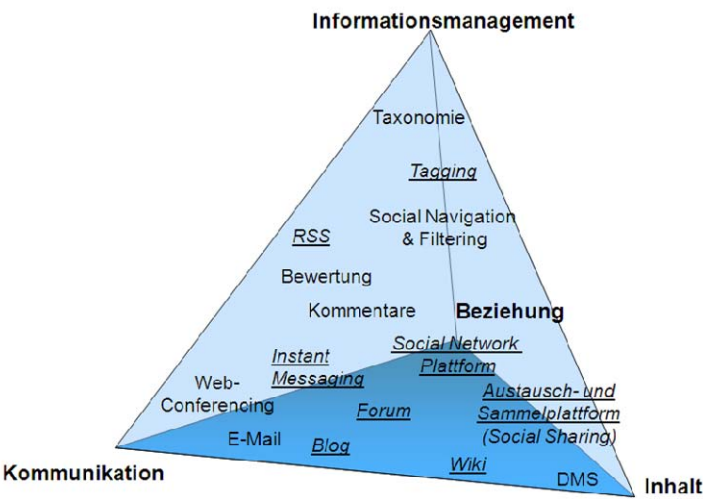 Informationsmanagement
Taxonomie
Tagging
Social Navigation
& Filtering
RSS
Bewertung
Kommentare
Beziehung
Social Network
Plattform
Instant
Messaging
Web-
Conferencing
Austausch- und
Sammelplattform
(Social Sharing)
Forum
E-Mail
Blog
Wiki
DMS
Kommunikation
Inhalt